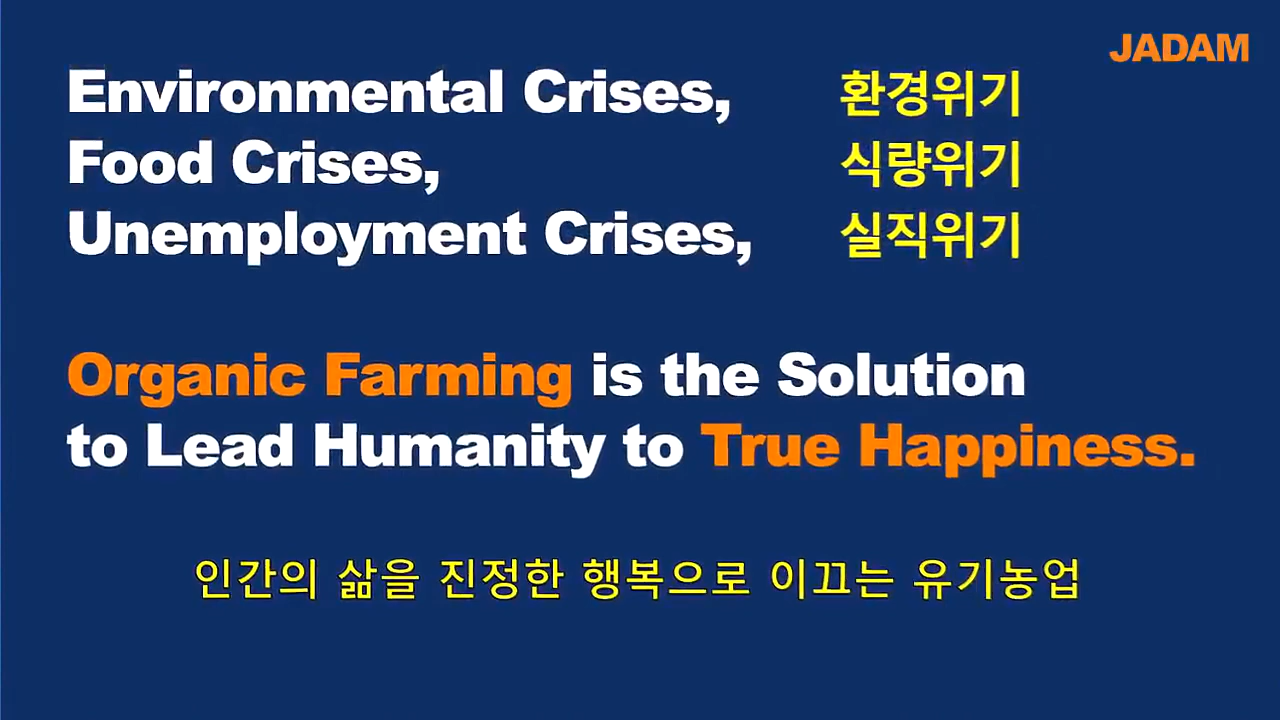 JADAM
Environmental Crises, 환경위기
Food Crises, 식량위기
Unemployment Crises, 실직위기
Organic Farming is the Solution
to Lead Humanity to True Happiness.
인간의 삶을 진정한 행복으로 이끄는 유기농업